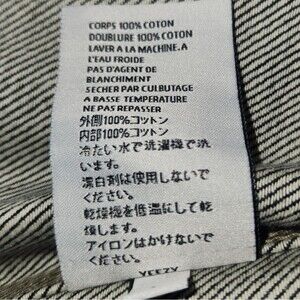 CORPS 100% COTON
DOUBLURE 100% COTON
LAVER A LA MACHINE. A
L'EAU FROIDE
PAS D'AGENT DE
BLANCHIMENT
SECHER PAR CULBUTAGE
A BASSE TEMPERATURE
NE PAS REPASSER
外側100%コットン
内部100%コットン
冷たい水で洗濯機で洗
います。
漂白剤は使用しないで
ください。
乾燥機を低温にして乾
燥します。
アイロンはかけないで
ください。
YEEZY